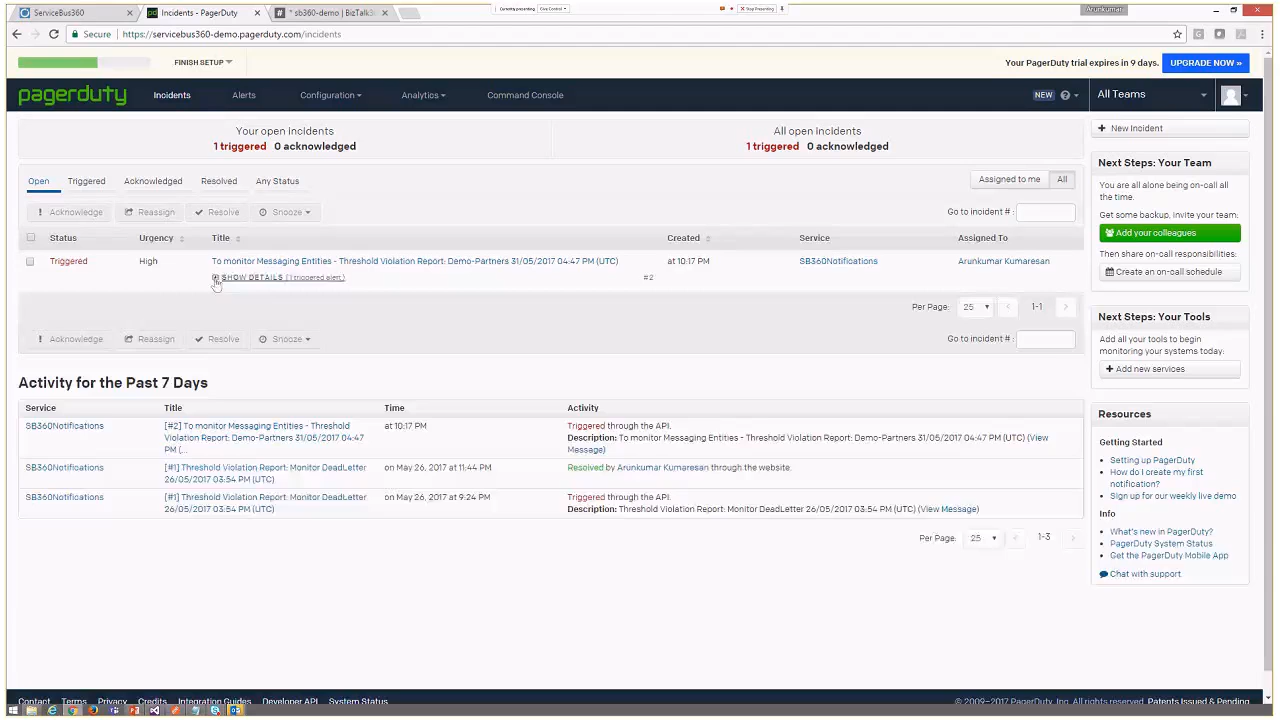 ServiceBus360
Incidents - PagerDuty
* sb360-demo | BizTalk3
Currently presenting
Give Control
Stop Presenting
Arunkumar
Secure
https://servicebus360-demo.pagerduty.com/incidents
FINISH SETUP
Your PagerDuty trial expires in 9 days.
UPGRADE NOW »
pagerduty
Incidents
Alerts
Configuration
Analytics
Command Console
NEW
All Teams
Your open incidents
1 triggered 0 acknowledged
All open incidents
1 triggered 0 acknowledged
+ New Incident
Open
Triggered
Acknowledged
Resolved
Any Status
Assigned to me
All
Acknowledge
Reassign
Resolve
Snooze
Go to incident # :
Status
Urgency
Title
Created
Service
Assigned To
Triggered
High
To monitor Messaging Entities - Threshold Violation Report: Demo-Partners 31/05/2017 04:47 PM (UTC)
at 10:17 PM
SB360Notifications
Arunkumar Kumaresan
SHOW DETAILS (1 triggered alert)
#2
Per Page: 25
1-1
Acknowledge
Reassign
Resolve
Snooze
Go to incident # :
Next Steps: Your Team
You are all alone being on-call all
the time.
Get some backup, invite your team:
Add your colleagues
Then share on-call responsibilities:
Create an on-call schedule
Next Steps: Your Tools
Add all your tools to begin
monitoring your systems today:
+ Add new services
Activity for the Past 7 Days
Service
Title
Time
Activity
SB360Notifications
[#2] To monitor Messaging Entities - Threshold
Violation Report: Demo-Partners 31/05/2017 04:47
PM (...
at 10:17 PM
Triggered through the API.
Description: To monitor Messaging Entities - Threshold Violation Report: Demo-Partners 31/05/2017 04:47 PM (UTC) (View
Message)
SB360Notifications
[#1] Threshold Violation Report: Monitor DeadLetter
26/05/2017 03:54 PM (UTC)
on May 26, 2017 at 11:44 PM
Resolved by Arunkumar Kumaresan through the website.
SB360Notifications
[#1] Threshold Violation Report: Monitor DeadLetter
26/05/2017 03:54 PM (UTC)
on May 26, 2017 at 9:24 PM
Triggered through the API.
Description: Threshold Violation Report: Monitor DeadLetter 26/05/2017 03:54 PM (UTC) (View Message)
Per Page: 25
1-3
Resources
Getting Started
Setting up PagerDuty
How do I create my first
notification?
Sign up for our weekly live demo
Info
What's new in PagerDuty?
PagerDuty System Status
Get the PagerDuty Mobile App
Chat with support
Contact
Terms
Privacy
Credits
Integration Guides
Developer API
System Status
©2009-2017 PagerDuty, Inc. All rights reserved. Patents Issued & Pending